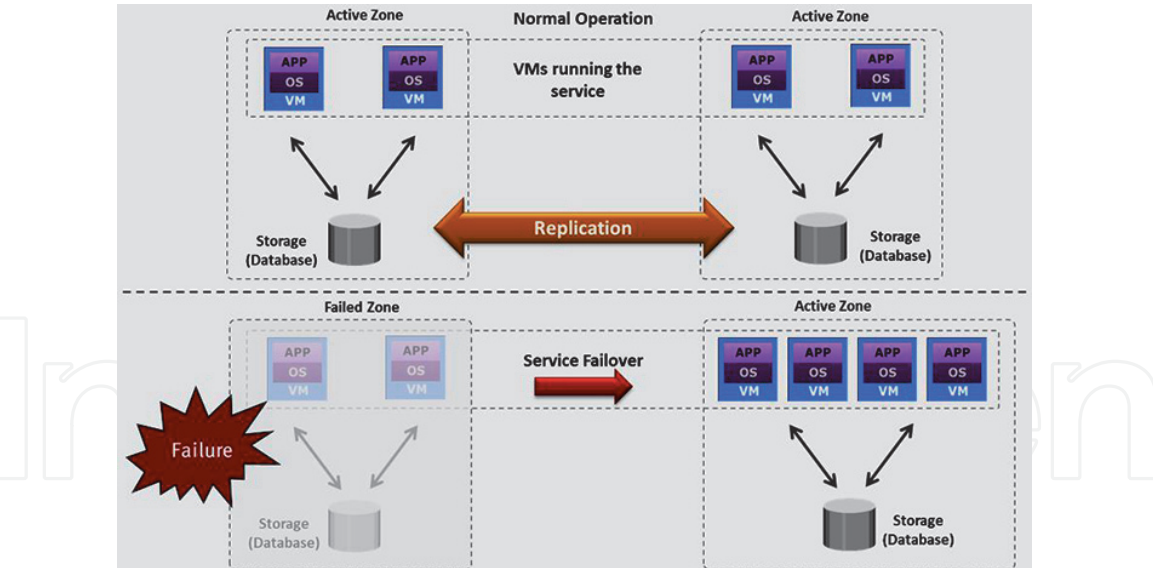 Active Zone
Normal Operation
Active Zone
APP
OS
VM
APP
OS
VM
VMs running the
service
APP
OS
VM
APP
OS
VM
Storage
(Database)
Replication
Storage
(Database)
Failed Zone
Active Zone
APP
OS
VM
APP
OS
VM
Service Failover
APP
OS
VM
APP
OS
VM
APP
OS
VM
APP
OS
VM
Failure
Storage
(Database)
Storage
(Database)